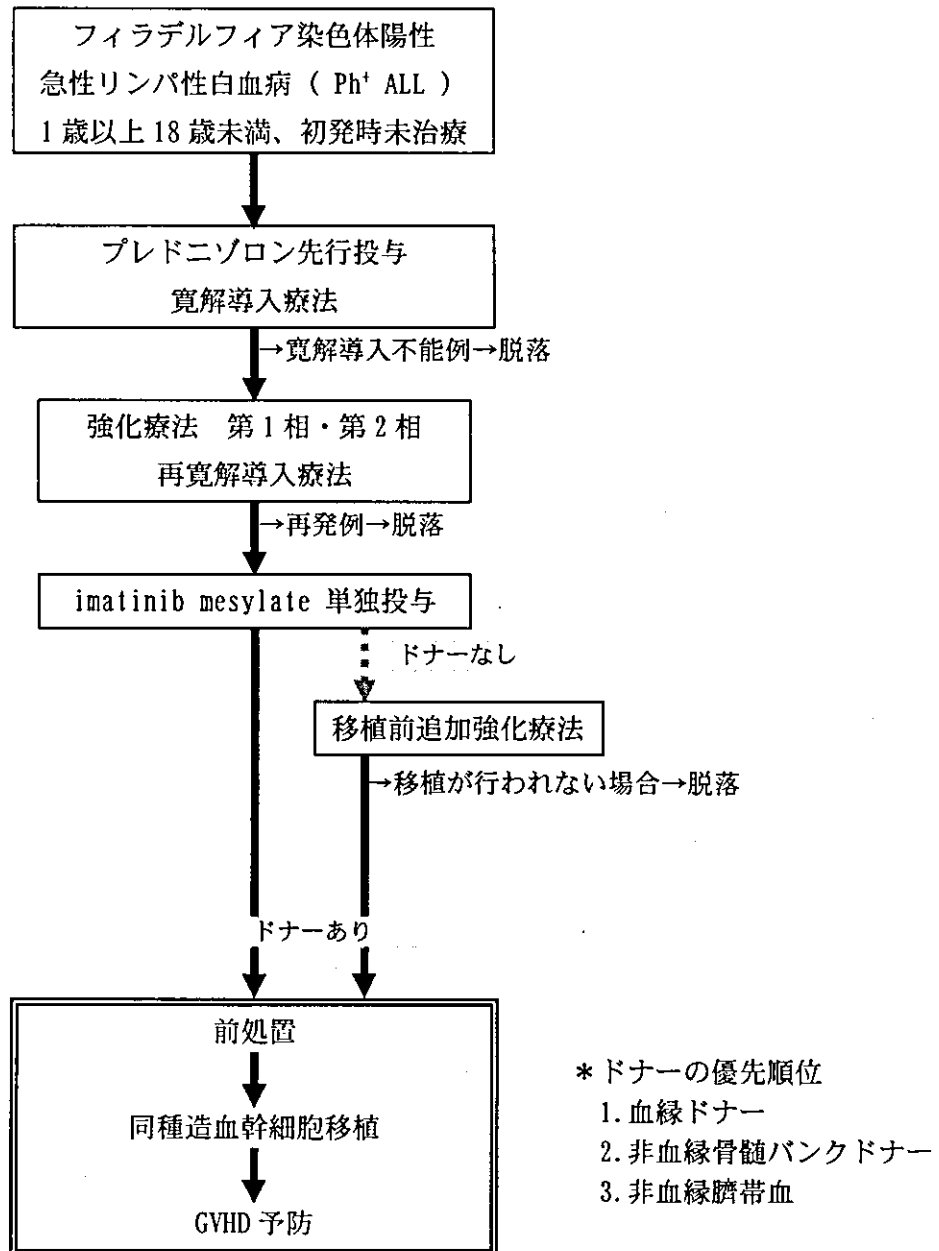 フィラデルフィア染色体陽性
急性リンパ性白血病 ( Ph⁺ ALL )
1歳以上18歳未満、初発時未治療
プレドニゾロン先行投与
寛解導入療法
→寛解導入不能例→脱落
強化療法 第1相・第2相
再寛解導入療法
→再発例→脱落
imatinib mesylate 単独投与
ドナーなし
移植前追加強化療法
→移植が行われない場合→脱落
ドナーあり
前処置
同種造血幹細胞移植
GVHD 予防
*ドナーの優先順位
1.血縁ドナー
2.非血縁骨髄バンクドナー
3.非血縁臍帯血